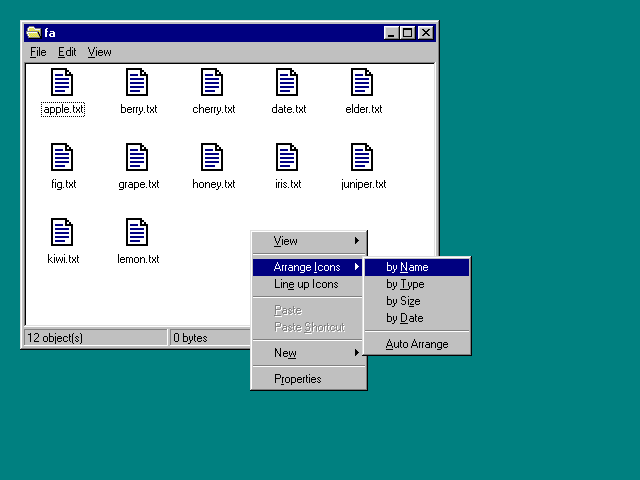 fa
File Edit View
apple.txt berry.txt cherry.txt date.txt elder.txt
fig.txt grape.txt honey.txt iris.txt juniper.txt
kiwi.txt lemon.txt
View
Arrange Icons
Line up Icons
Paste
Paste Shortcut
New
Properties
by Name
by Type
by Size
by Date
Auto Arrange
12 object(s) 0 bytes